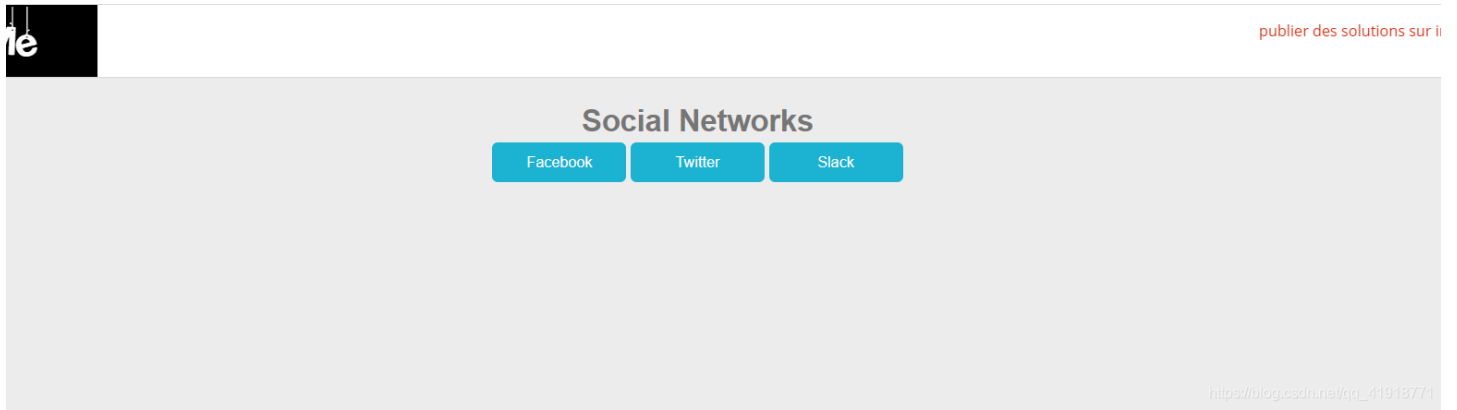 publier des solutions sur
Social Networks
Facebook Twitter Slack
https://blog.csdn.net/qq_41918771